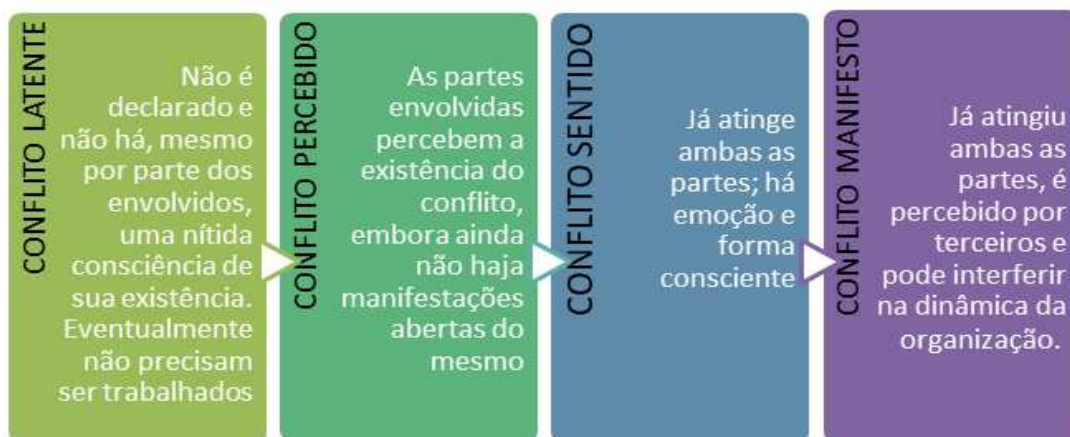 CONFLITO LATENTE
Não é
declarado e
não há, mesmo
por parte dos
envolvidos,
uma nítida
consciência de
sua existência.
Eventualmente
não precisam
ser trabalhados
CONFLITO PERCEBIDO
As partes
envolvidas
percebem a
existência do
conflito,
embora ainda
não haja
manifestações
abertas do
mesmo
CONFLITO SENTIDO
Já atinge
ambas as
partes; há
emoção e
forma
consciente
CONFLITO MANIFESTO
Já atingiu
ambas as
partes, é
percebido por
terceiros e
pode interferir
na dinâmica da
organização.